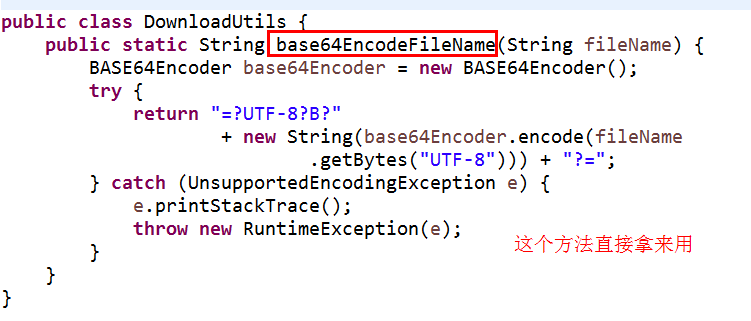 public class DownloadUtils {
    public static String base64EncodeFileName(String fileName) {
        BASE64Encoder base64Encoder = new BASE64Encoder();
        try {
            return "=?UTF-8?B?"
                    + new String(base64Encoder.encode(fileName
                            .getBytes("UTF-8"))) + "?=";
        } catch (UnsupportedEncodingException e) {
            e.printStackTrace();
            throw new RuntimeException(e);
        }
    }
}
这个方法直接拿来用